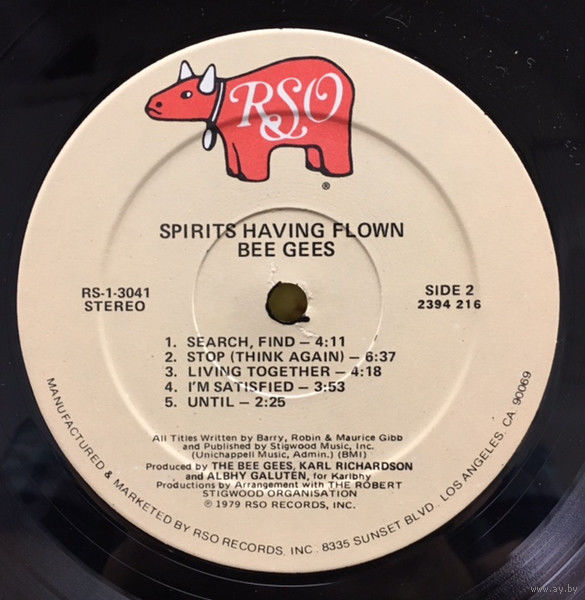 RSO
®
SPIRITS HAVING FLOWN
BEE GEES
RS-1-3041
STEREO
SIDE 2
2394 216
1. SEARCH, FIND – 4:11
2. STOP (THINK AGAIN) – 6:37
3. LIVING TOGETHER – 4:18
4. I'M SATISFIED – 3:53
5. UNTIL – 2:25
All Titles Written by Barry, Robin & Maurice Gibb
and Published by Stigwood Music, Inc.
(Unichappell Music, Admin.) (BMI)
Produced by THE BEE GEES, KARL RICHARDSON
and ALBHY GALUTEN, for Karlbhy
Productions by Arrangement with THE ROBERT
STIGWOOD ORGANISATION
℗ 1979 RSO RECORDS, INC.
MANUFACTURED & MARKETED BY RSO RECORDS, INC. 8335 SUNSET BLVD., LOS ANGELES, CA. 90069
www.ay.by